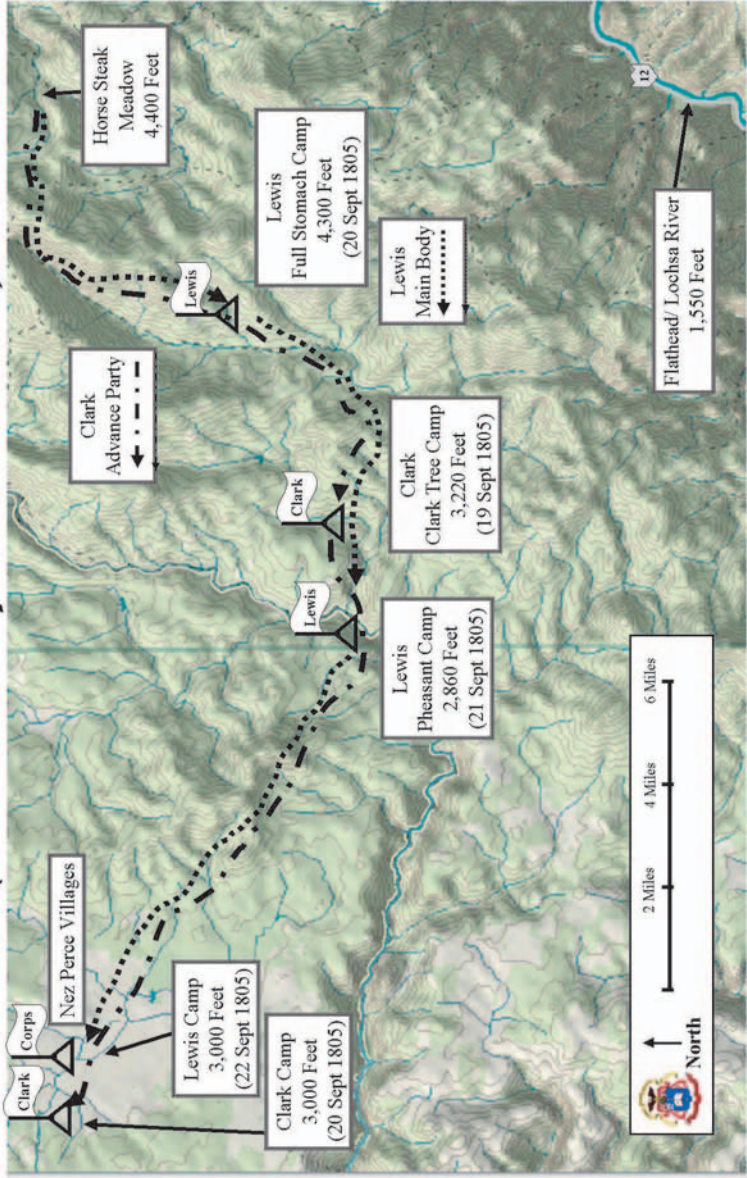 Horse Steak
Meadow
4,400 Feet
Lewis
Full Stomach Camp
4,300 Feet
(20 Sept 1805)
12
Lewis
Clark
Advance Party
Lewis
Main Body
Clark
Clark
Clark Tree Camp
3,220 Feet
(19 Sept 1805)
Flathead/ Lochsa River
1,550 Feet
Lewis
Lewis
Pheasant Camp
2,860 Feet
(21 Sept 1805)
Nez Perce Villages
Corps
Clark
Lewis Camp
3,000 Feet
(22 Sept 1805)
Clark Camp
3,000 Feet
(20 Sept 1805)
2 Miles
4 Miles
6 Miles
North